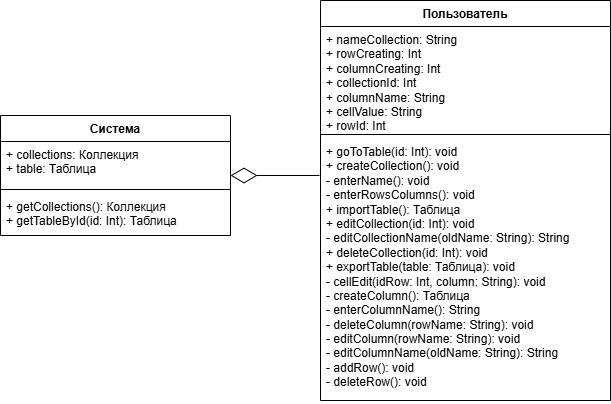 Система
+ collections: Коллекция
+ table: Таблица
+ getCollections(): Коллекция
+ getTableById(id: Int): Таблица
Пользователь
+ nameCollection: String
+ rowCreating: Int
+ columnCreating: Int
+ collectionId: Int
+ columnName: String
+ cellValue: String
+ rowId: Int
+ goToTable(id: Int): void
+ createCollection(): void
- enterName(): void
- enterRowsColumns(): void
+ importTable(): Таблица
+ editCollection(id: Int): void
- editCollectionName(oldName: String): String
+ deleteCollection(id: Int): void
+ exportTable(table: Таблица): void
- cellEdit(idRow: Int, column: String): void
- createColumn(): Таблица
- enterColumnName(): String
- deleteColumn(rowName: String): void
- editColumn(rowName: String): void
- editColumnName(oldName: String): String
- addRow(): void
- deleteRow(): void